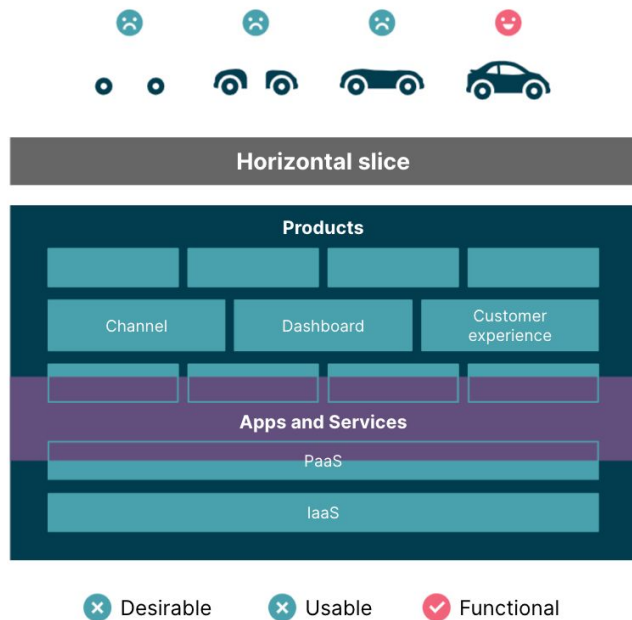 Horizontal slice
Products
Channel
Dashboard
Customer
experience
Apps and Services
PaaS
IaaS
Desirable
Usable
Functional